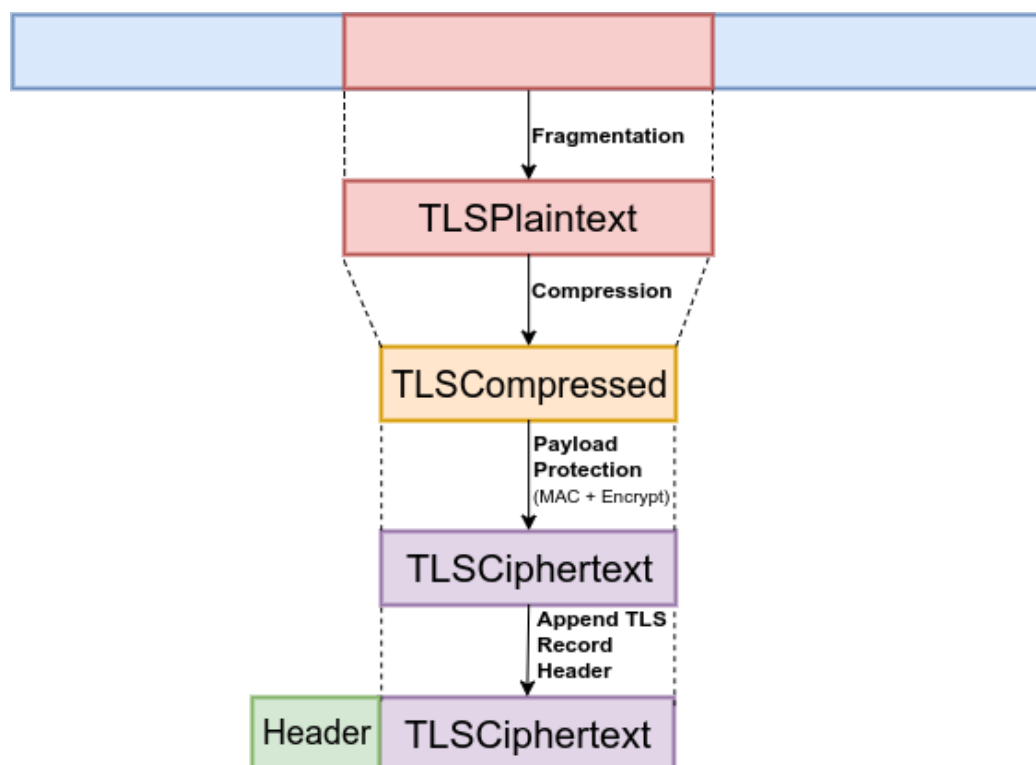 Fragmentation
TLSPlaintext
Compression
TLSCompressed
Payload
Protection
(MAC + Encrypt)
TLSCiphertext
Append TLS
Record
Header
Header
TLSCiphertext